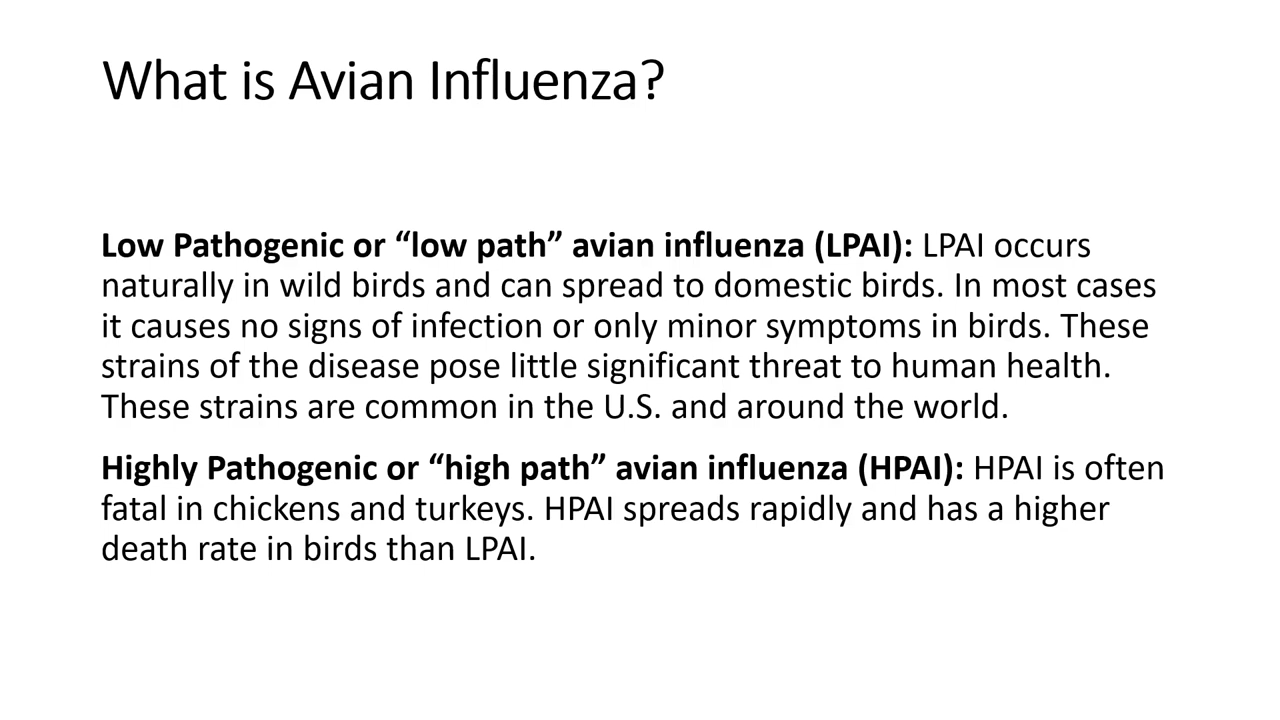 What is Avian Influenza?
Low Pathogenic or “low path” avian influenza (LPAI): LPAI occurs
naturally in wild birds and can spread to domestic birds. In most cases
it causes no signs of infection or only minor symptoms in birds. These
strains of the disease pose little significant threat to human health.
These strains are common in the U.S. and around the world.
Highly Pathogenic or “high path” avian influenza (HPAI): HPAI is often
fatal in chickens and turkeys. HPAI spreads rapidly and has a higher
death rate in birds than LPAI.